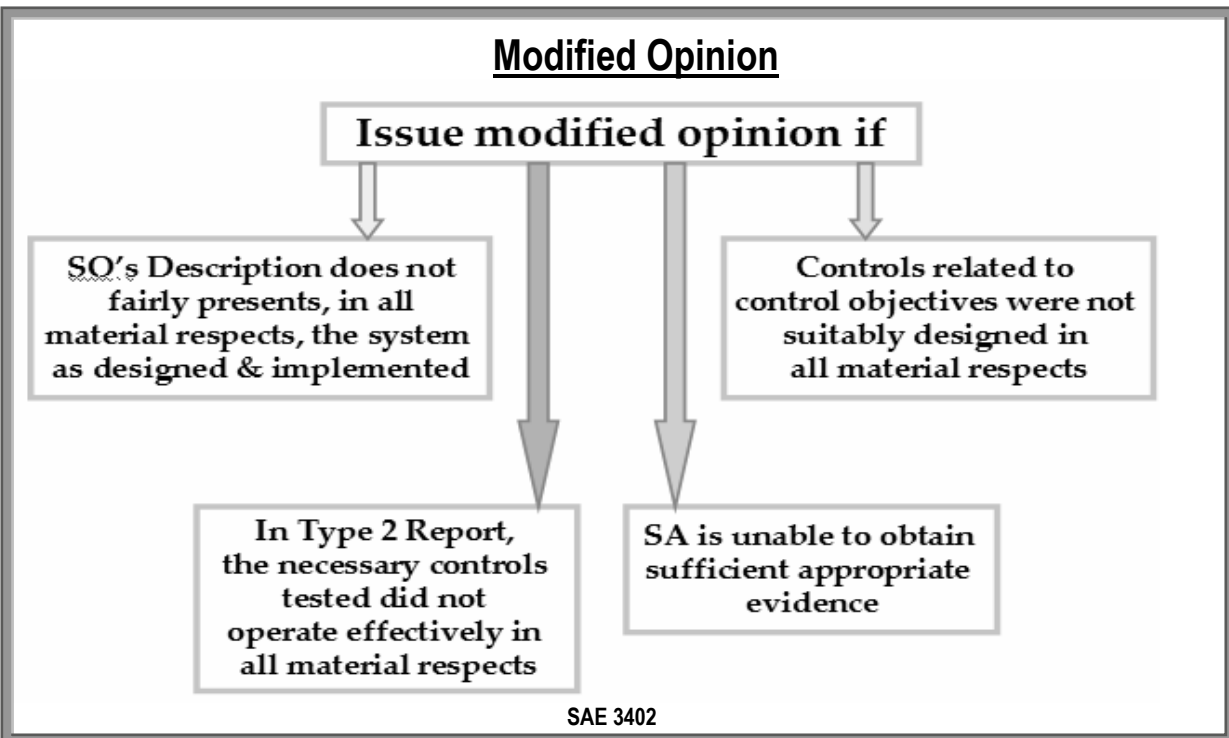 Modified Opinion
Issue modified opinion if
SO's Description does not
fairly presents, in all
material respects, the system
as designed & implemented
Controls related to
control objectives were not
suitably designed in
all material respects
In Type 2 Report,
the necessary controls
tested did not
operate effectively in
all material respects
SA is unable to obtain
sufficient appropriate
evidence
SAE 3402